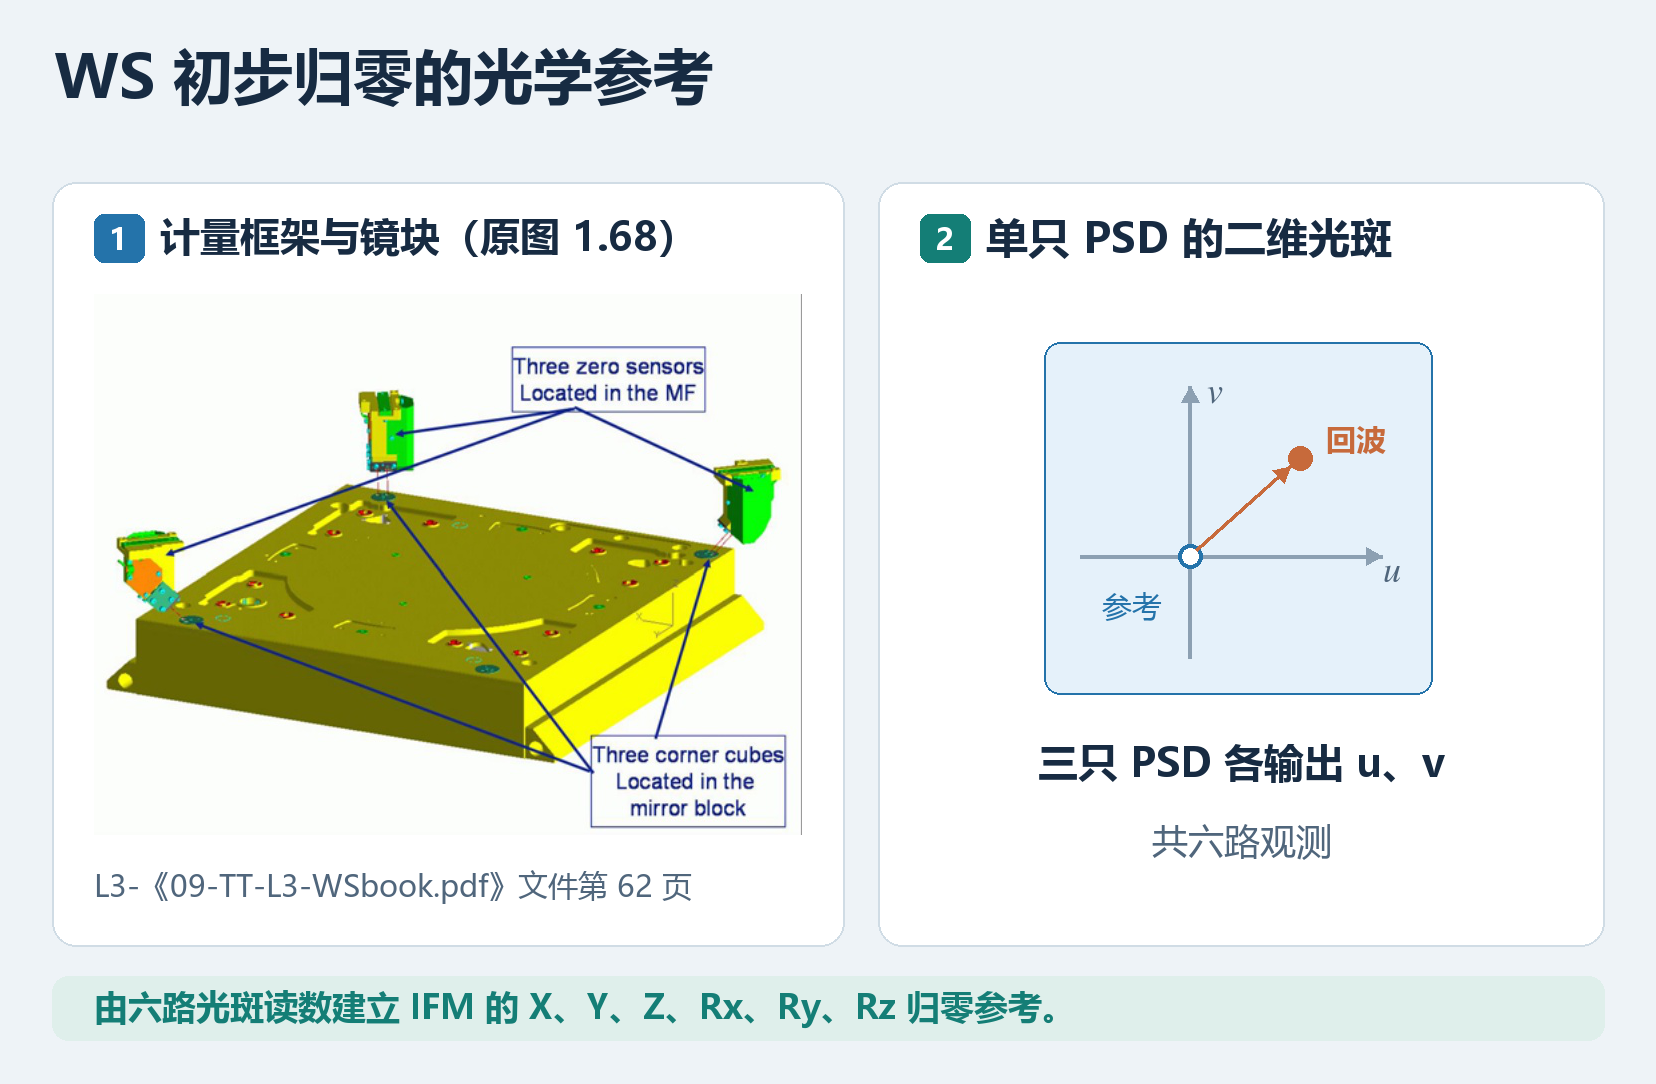 WS 初步归零的光学参考
1 计量框架与镜块（原图 1.68）
Three zero sensors
Located in the MF
Three corner cubes
Located in the
mirror block
X
Y
L3-《09-TT-L3-WSbook.pdf》文件第 62 页
2 单只 PSD 的二维光斑
v
回波
u
参考
三只 PSD 各输出 u、v
共六路观测
由六路光斑读数建立 IFM 的 X、Y、Z、Rx、Ry、Rz 归零参考。